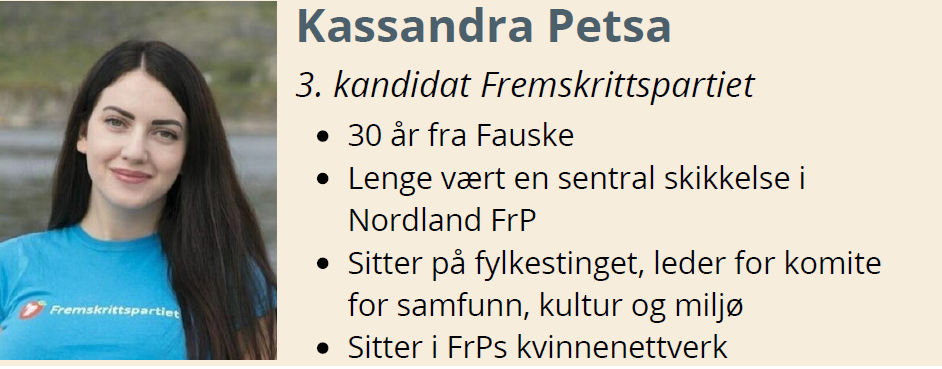 Kassandra Petsa
3. kandidat Fremskrittspartiet
• 30 år fra Fauske
• Lenge vært en sentral skikkelse i
Nordland FrP
• Sitter på fylkestinget, leder for komite
for samfunn, kultur og miljø
• Sitter i FrPs kvinnenettverk
Fremskrittspartiet